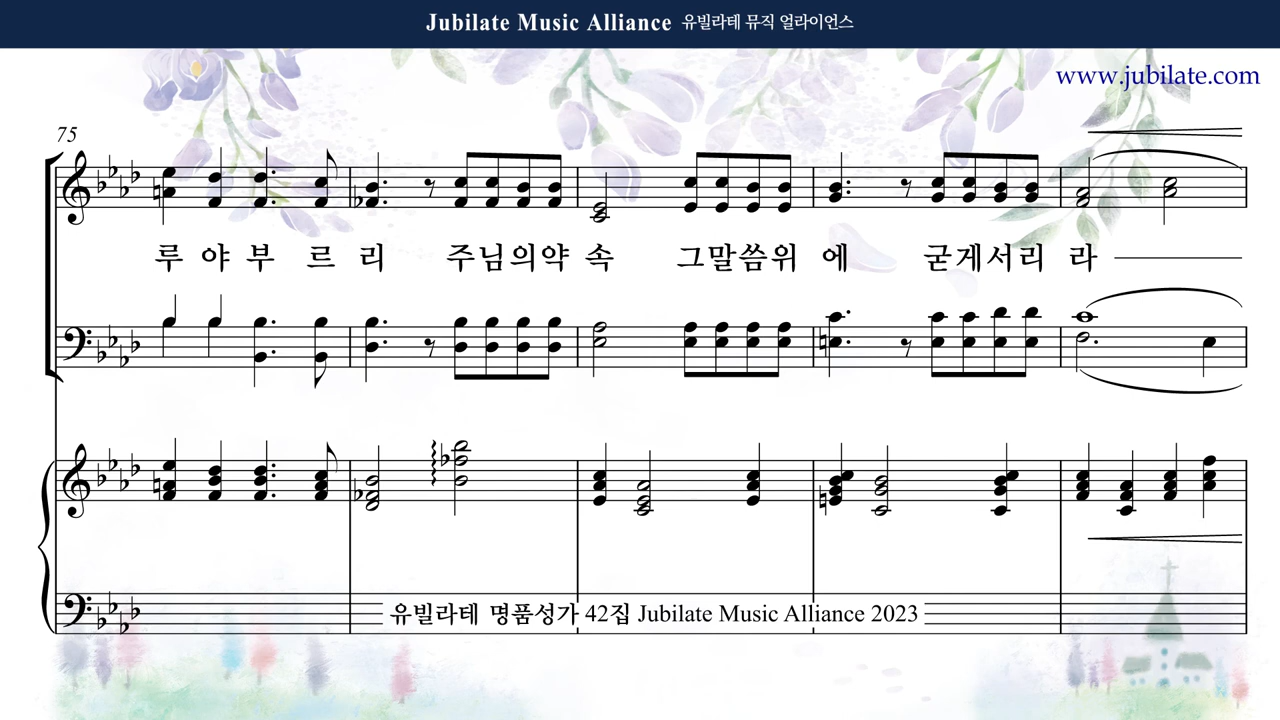 Jubilate Music Alliance 유빌라테 뮤직 얼라이언스
www.jubilate.com
75
루 야 부 르 리 주님의약 속 그말씀위 에 굳게서리 라
유빌라테 명품성가 42집 Jubilate Music Alliance 2023